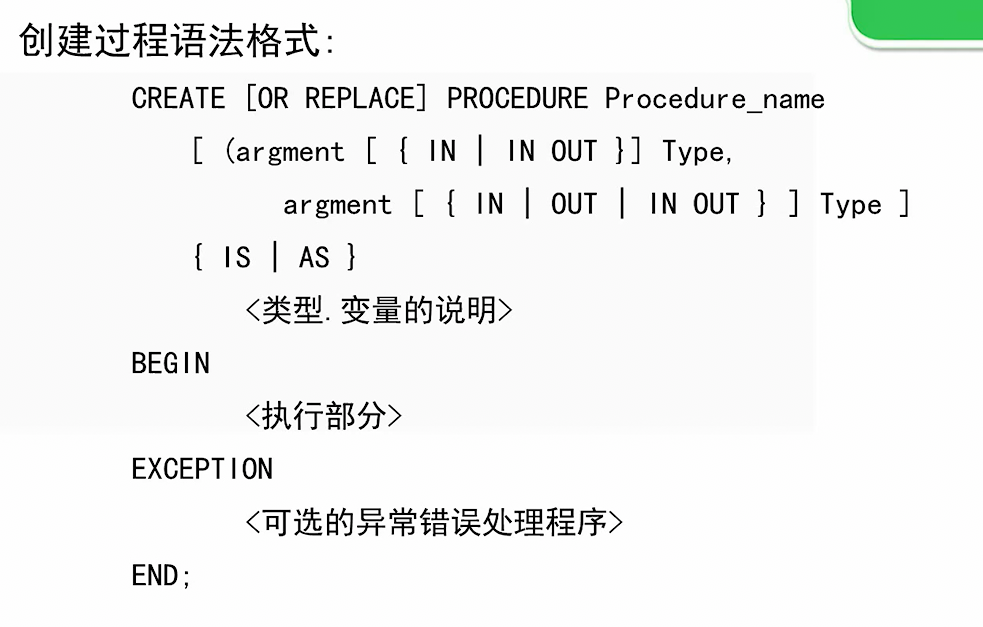 创建过程语法格式:
CREATE [OR REPLACE] PROCEDURE Procedure_name
[ (argment [ { IN | IN OUT }] Type,
argment [ { IN | OUT | IN OUT } ] Type ]
{ IS | AS }
<类型.变量的说明>
BEGIN
<执行部分>
EXCEPTION
<可选的异常错误处理程序>
END;